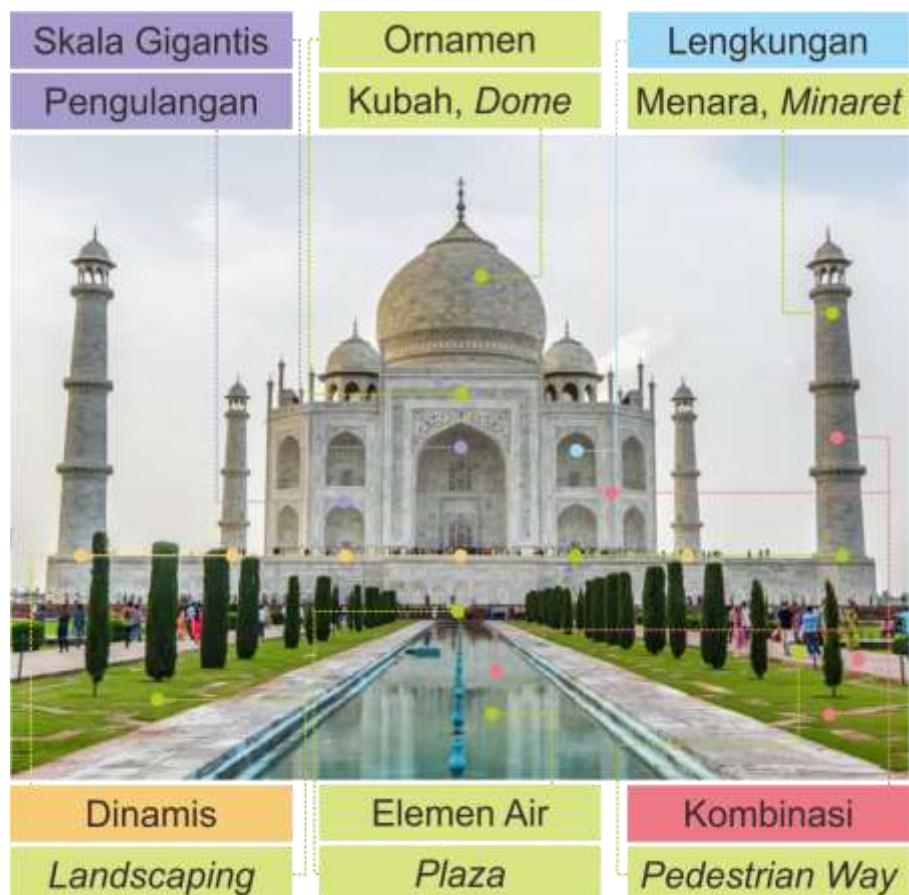 Skala Gigantis
Ornamen
Lengkungan
Pengulangan
Kubah, Dome
Menara, Minaret
Dinamis
Elemen Air
Kombinasi
Landscaping
Plaza
Pedestrian Way